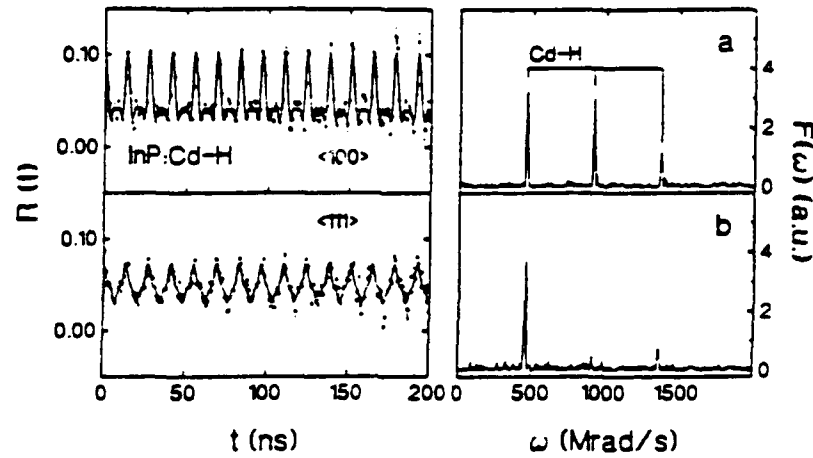 0.10
0.00
InP:Cd-H
<100>
R(t)
0.10
0.00
<111>
0
50
100
150
200
t (ns)
a
Cd-H
4
2
0
F(ω) (a.u.)
b
4
2
0
0
500
1000
1500
ω (Mrad/s)